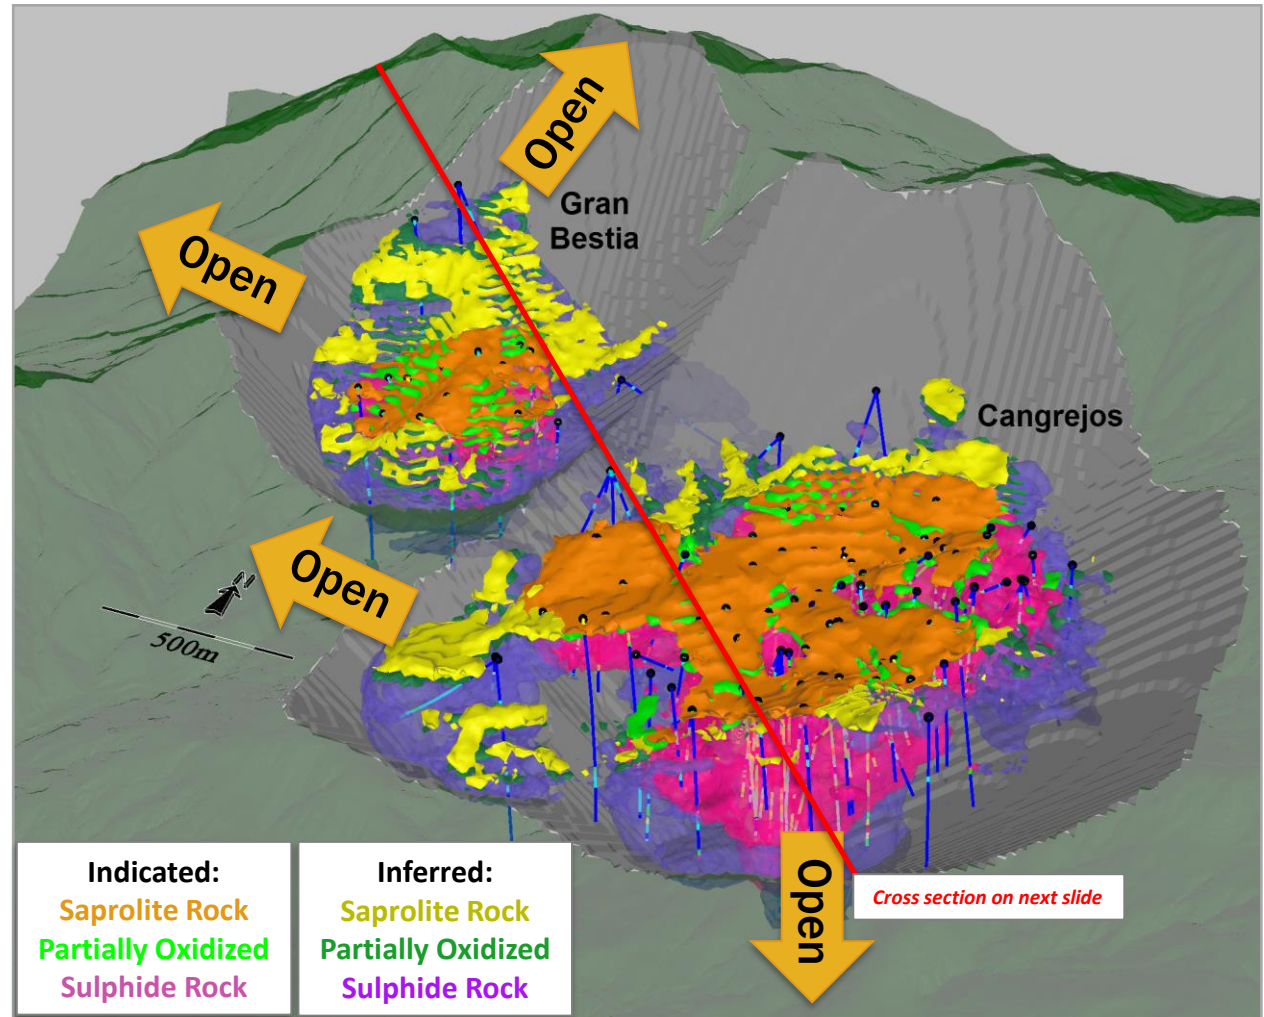 Open
Gran
Bestia
Open
Cangrejos
Open
N
500m
Open
Cross section on next slide
Indicated:
Saprolite Rock
Partially Oxidized
Sulphide Rock
Inferred:
Saprolite Rock
Partially Oxidized
Sulphide Rock